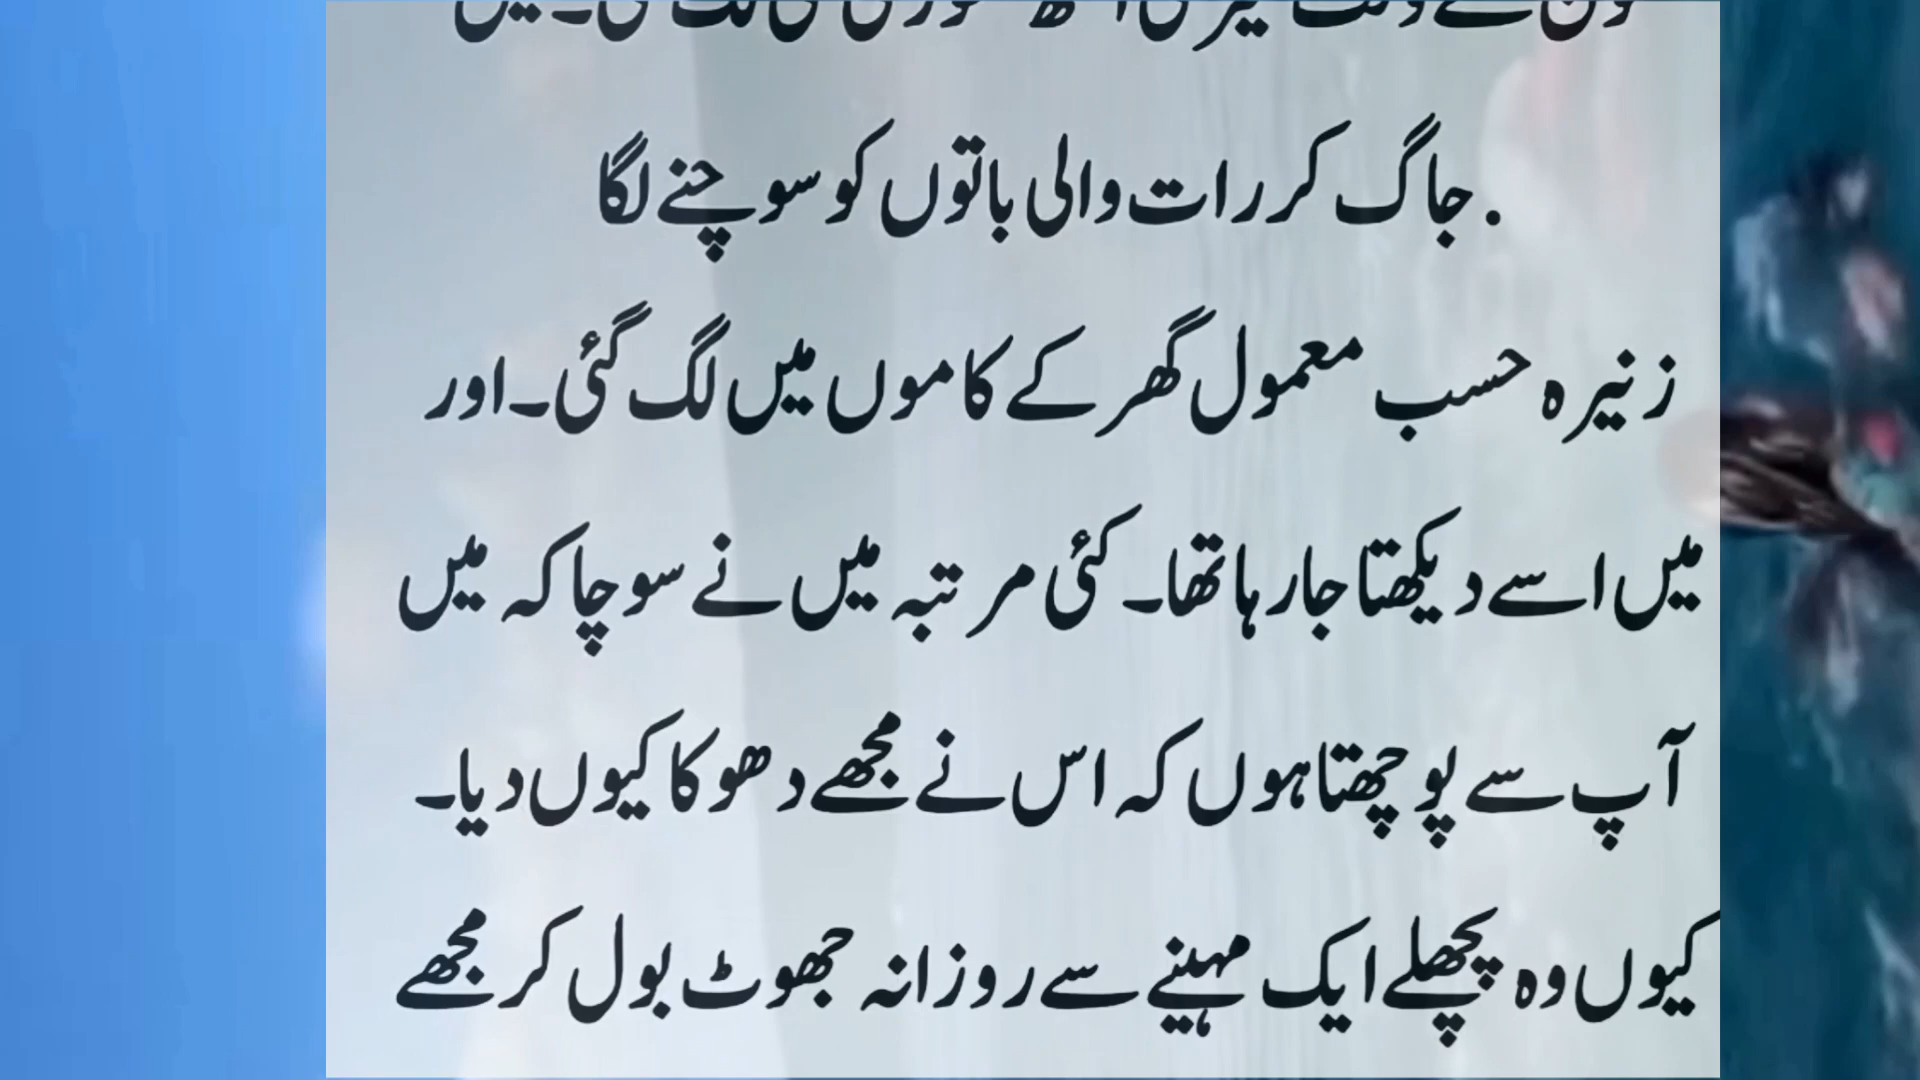 . جاگ کر رات والی باتوں کو سوچنے لگا
زنیرہ حسب معمول گھر کے کاموں میں لگ گئی۔ اور
میں اسے دیکھتا جا رہا تھا۔ کئی مرتبہ میں نے سوچا کہ میں
آپ سے پوچھتا ہوں کہ اس نے مجھے دھوکا کیوں دیا۔
کیوں وہ پچھلے ایک مہینے سے روزانہ جھوٹ بول کر مجھے